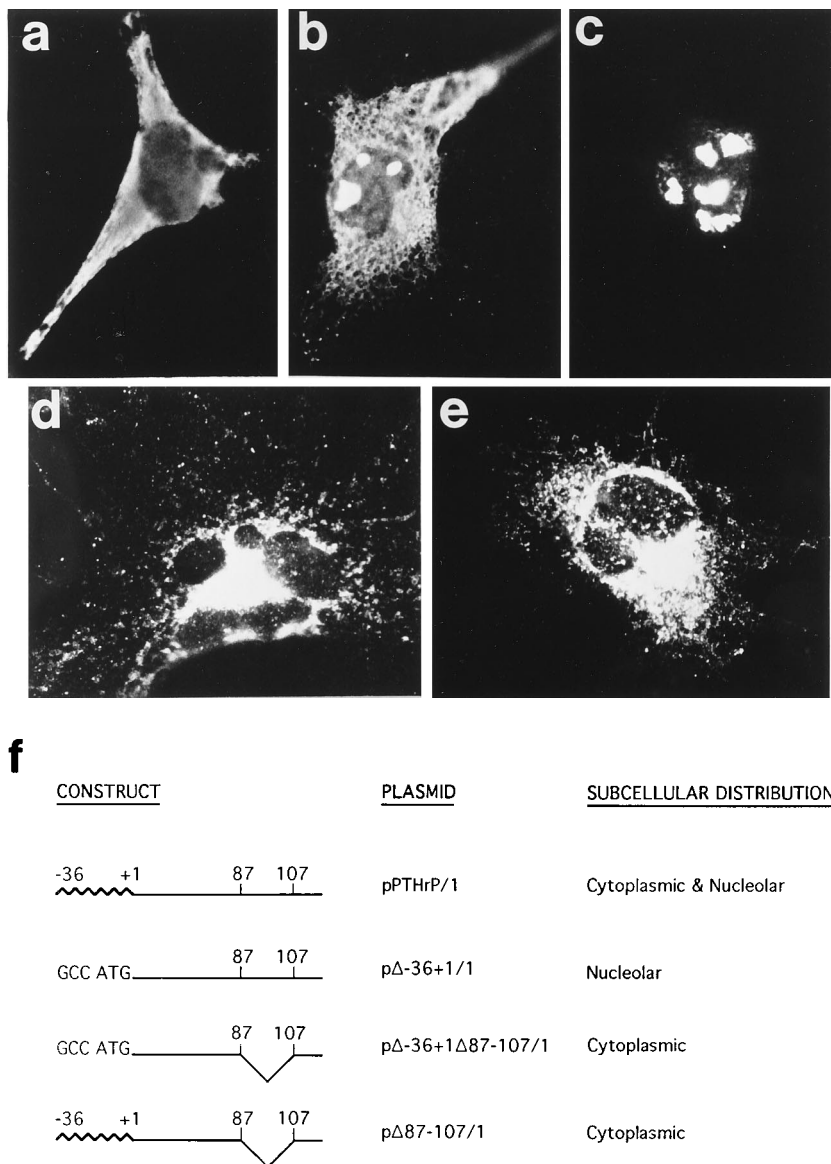 a
b
c
d
e
f
CONSTRUCT PLASMID SUBCELLULAR DISTRIBUTION
-36 +1 87 107 pPTHrP/1 Cytoplasmic & Nucleolar
GCC ATG 87 107 pΔ-36+1/1 Nucleolar
GCC ATG 87 107 pΔ-36+1Δ87-107/1 Cytoplasmic
-36 +1 87 107 pΔ87-107/1 Cytoplasmic